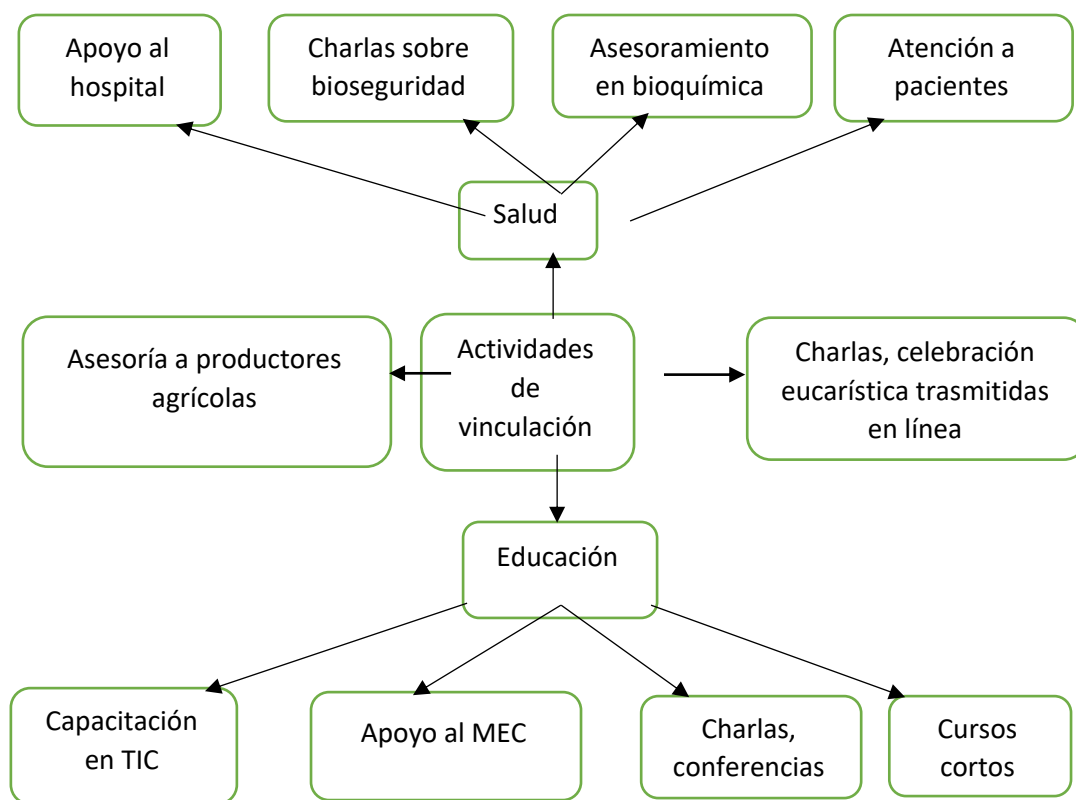 Apoyo al
hospital
Charlas sobre
bioseguridad
Asesoramiento
en bioquímica
Atención a
pacientes
Salud
Asesoría a productores
agrícolas
Actividades
de
vinculación
Charlas, celebración
eucarística trasmitidas
en línea
Educación
Capacitación
en TIC
Apoyo al MEC
Charlas,
conferencias
Cursos
cortos